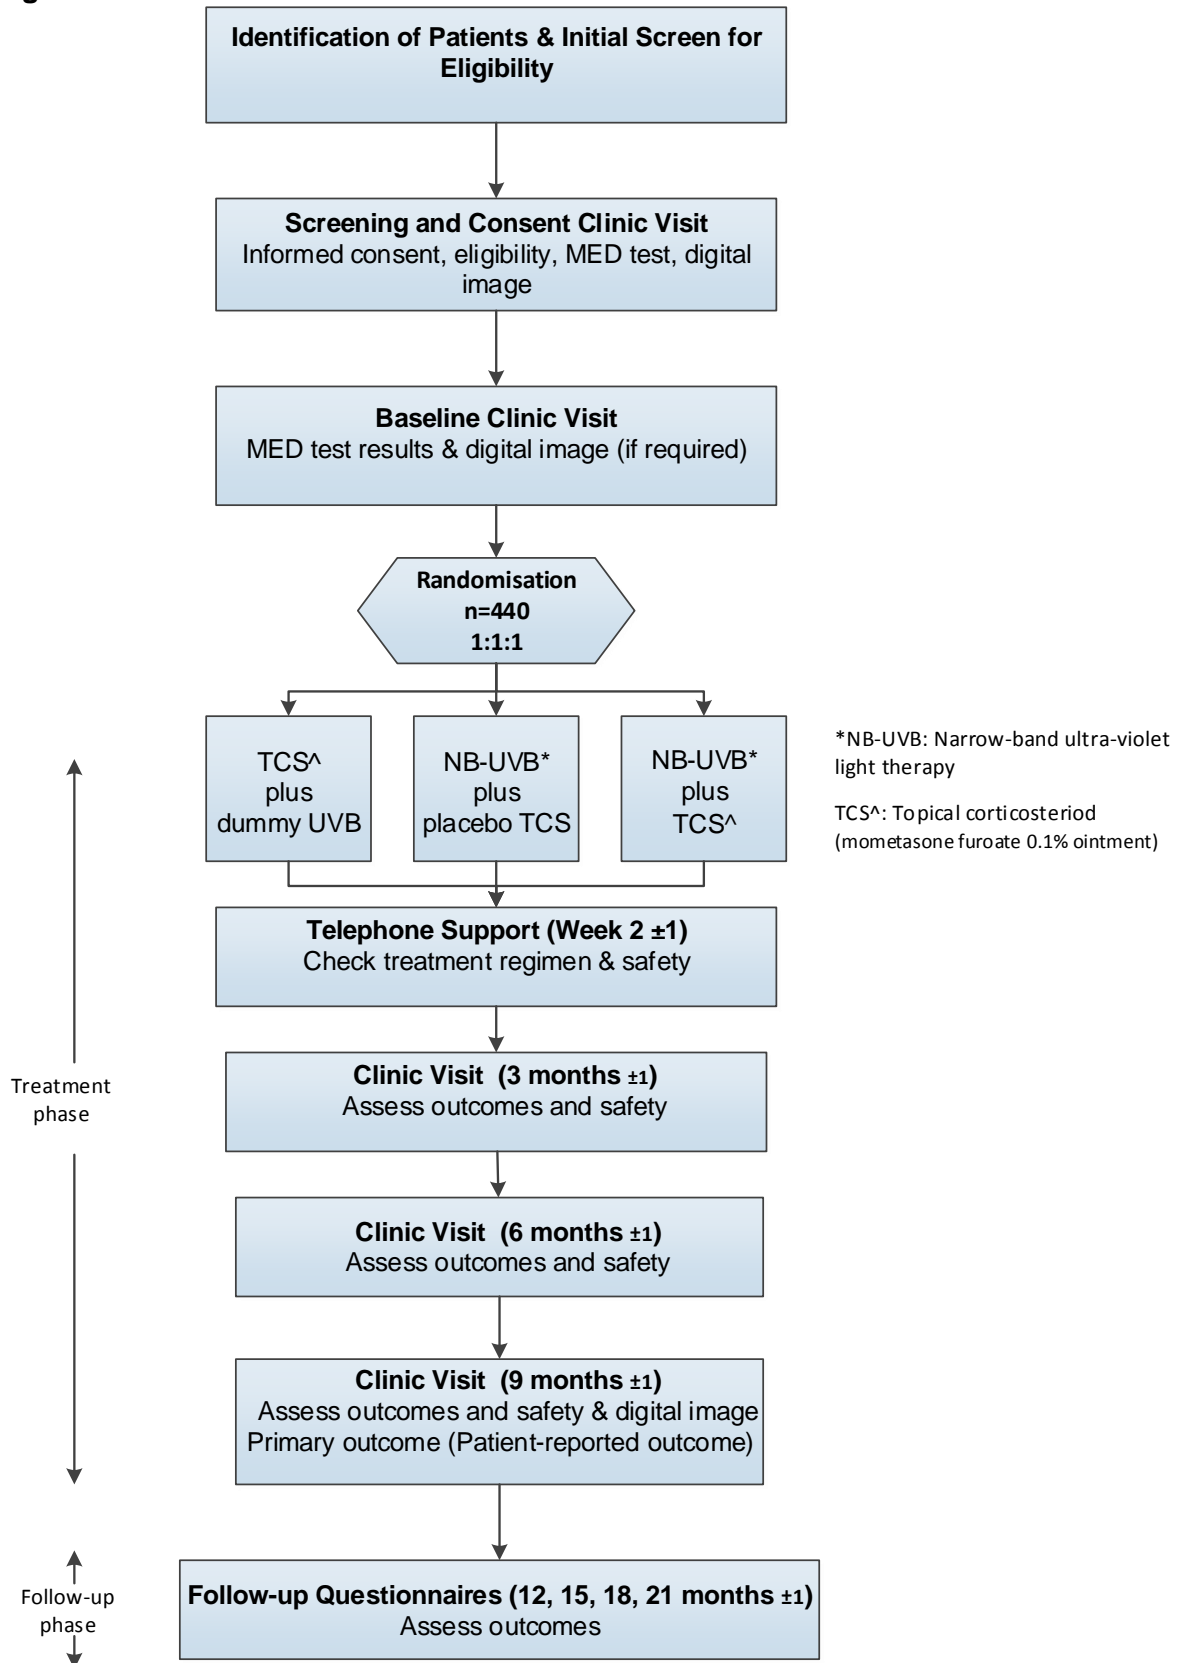 Identification of Patients & Initial Screen for
Eligibility
Screening and Consent Clinic Visit
Informed consent, eligibility, MED test, digital
image
Baseline Clinic Visit
MED test results & digital image (if required)
Randomisation
n=440
1:1:1
TCS^
plus
dummy UVB
NB-UVB*
plus
placebo TCS
NB-UVB*
plus
TCS^
*NB-UVB: Narrow-band ultra-violet
light therapy
TCS^: Topical corticosteriod
(mometasone furoate 0.1% ointment)
Telephone Support (Week 2 ±1)
Check treatment regimen & safety
Treatment
phase
Clinic Visit (3 months ±1)
Assess outcomes and safety
Clinic Visit (6 months ±1)
Assess outcomes and safety
Clinic Visit (9 months ±1)
Assess outcomes and safety & digital image
Primary outcome (Patient-reported outcome)
Follow-up
phase
Follow-up Questionnaires (12, 15, 18, 21 months ±1)
Assess outcomes